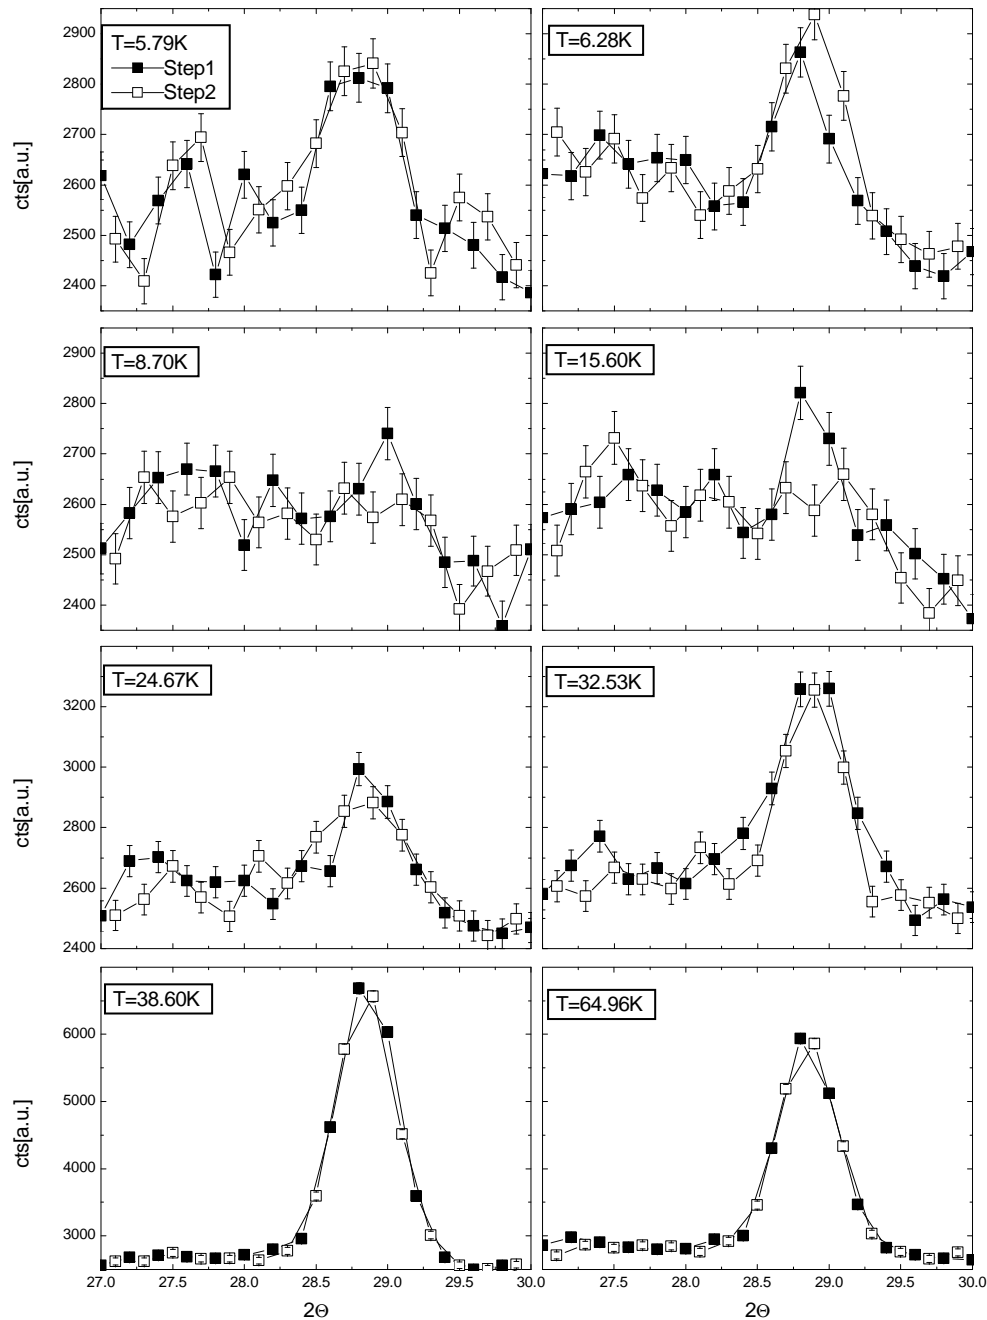 2900
2800
2700
2600
2500
2400
cts[a.u.]
T=5.79K
Step1
Step2
T=6.28K
2900
2800
2700
2600
2500
2400
cts[a.u.]
T=8.70K
T=15.60K
3200
3000
2800
2600
2400
cts[a.u.]
T=24.67K
T=32.53K
6000
5000
4000
3000
cts[a.u.]
T=38.60K
T=64.96K
27.0 27.5 28.0 28.5 29.0 29.5 30.0
27.5 28.0 28.5 29.0 29.5 30.0
2Θ 2Θ